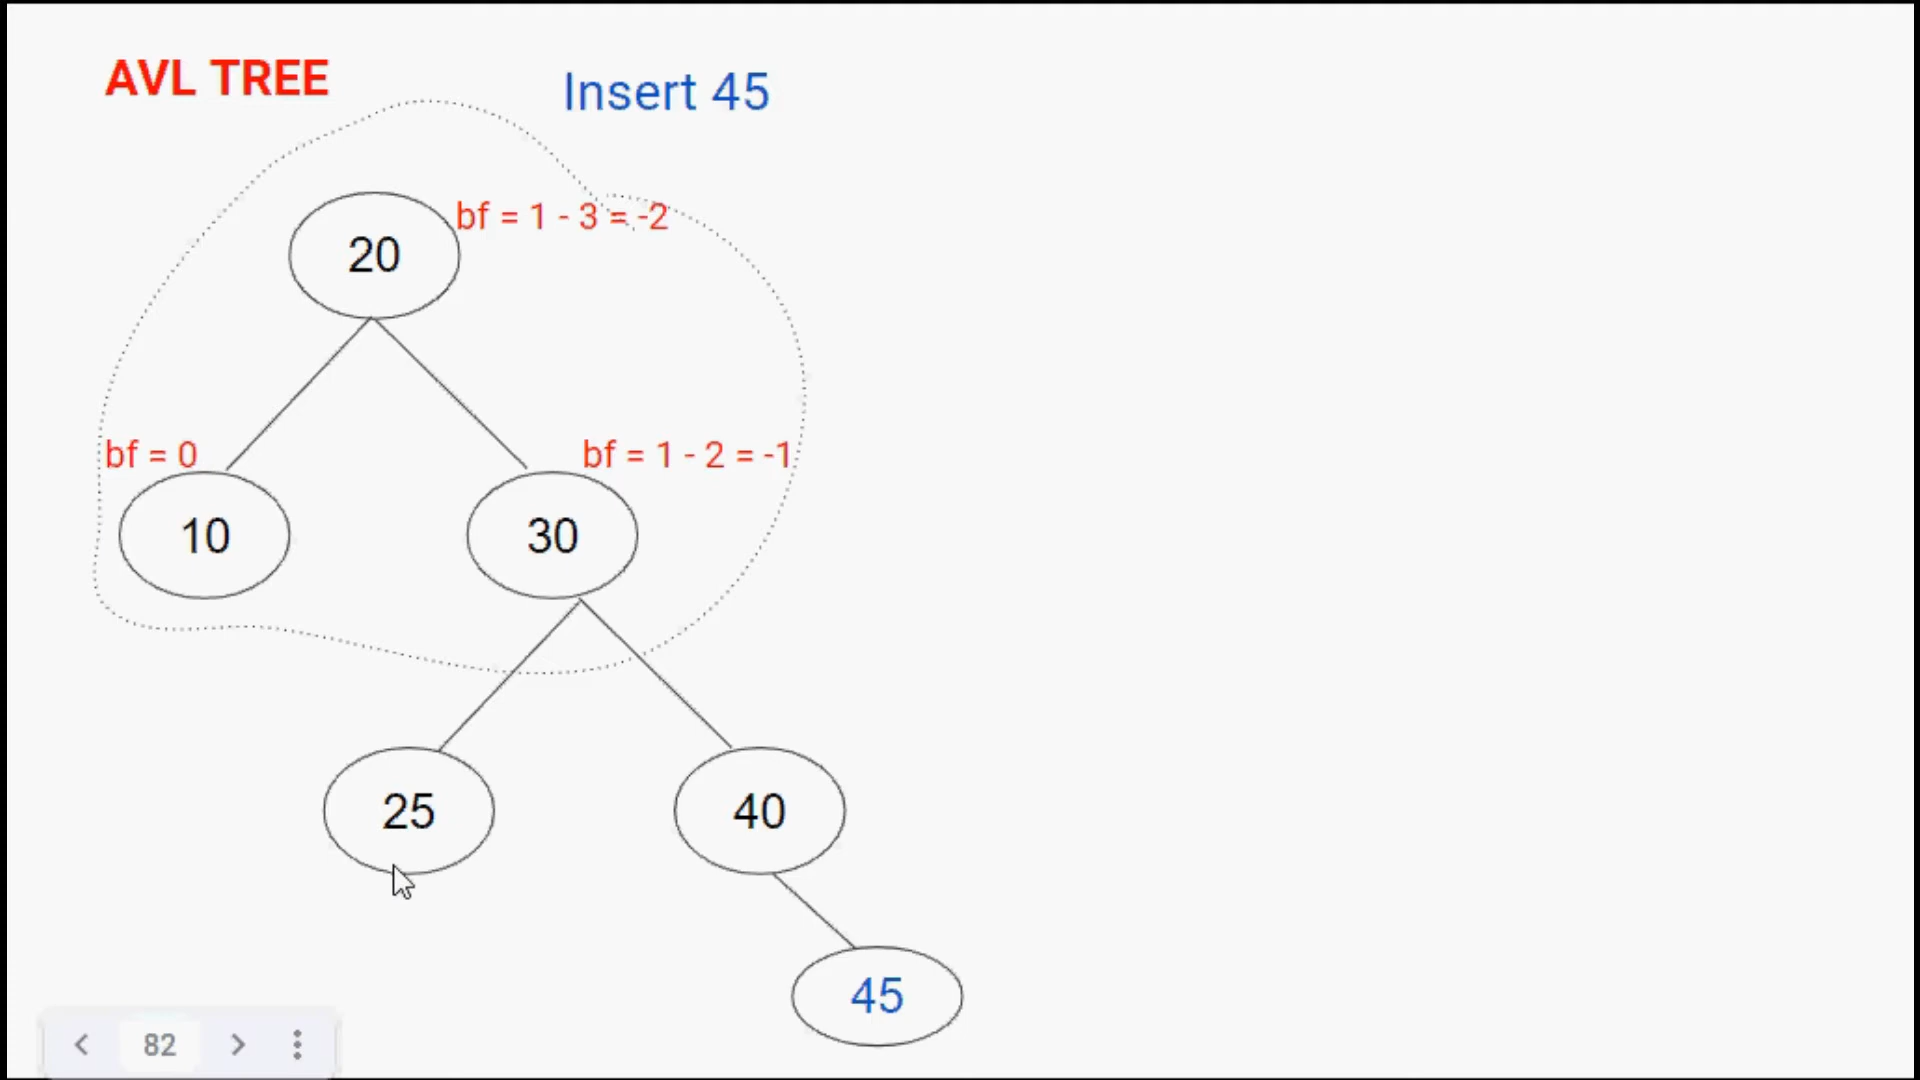 AVL TREE
Insert 45
bf = 1 - 3 = -2
20
bf = 0
bf = 1 - 2 = -1
10
30
25
40
45
82